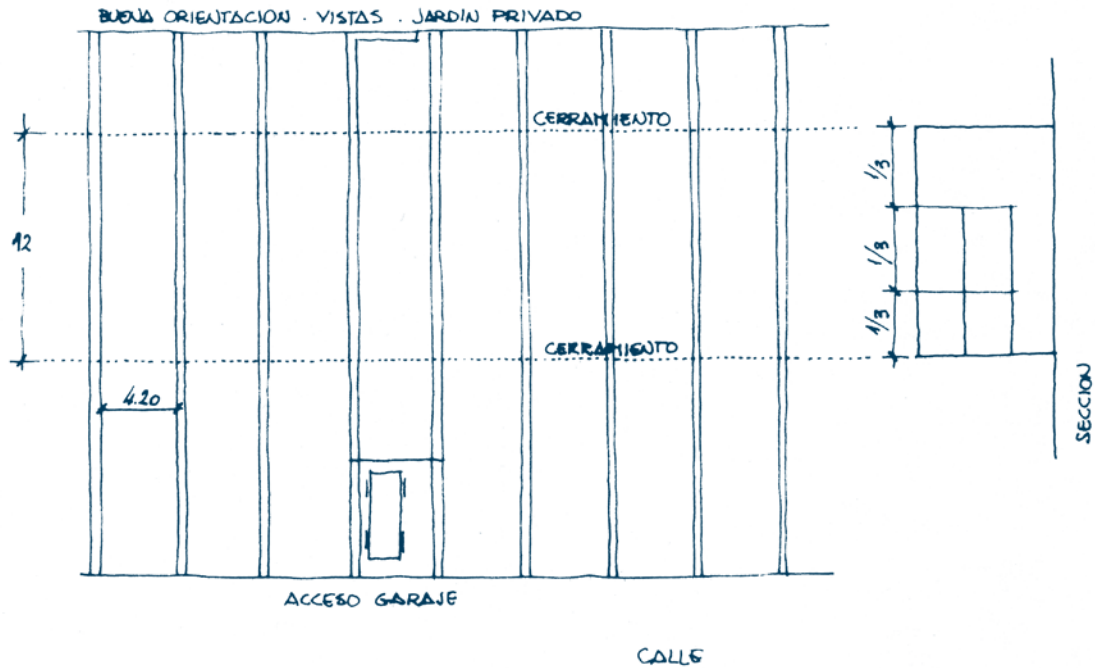 BUENA ORIENTACION . VISTAS . JARDIN PRIVADO
CERRAMIENTO
12
1/3
1/3
1/3
CERRAMIENTO
4.20
SECCION
ACCESO GARAJE
CALLE